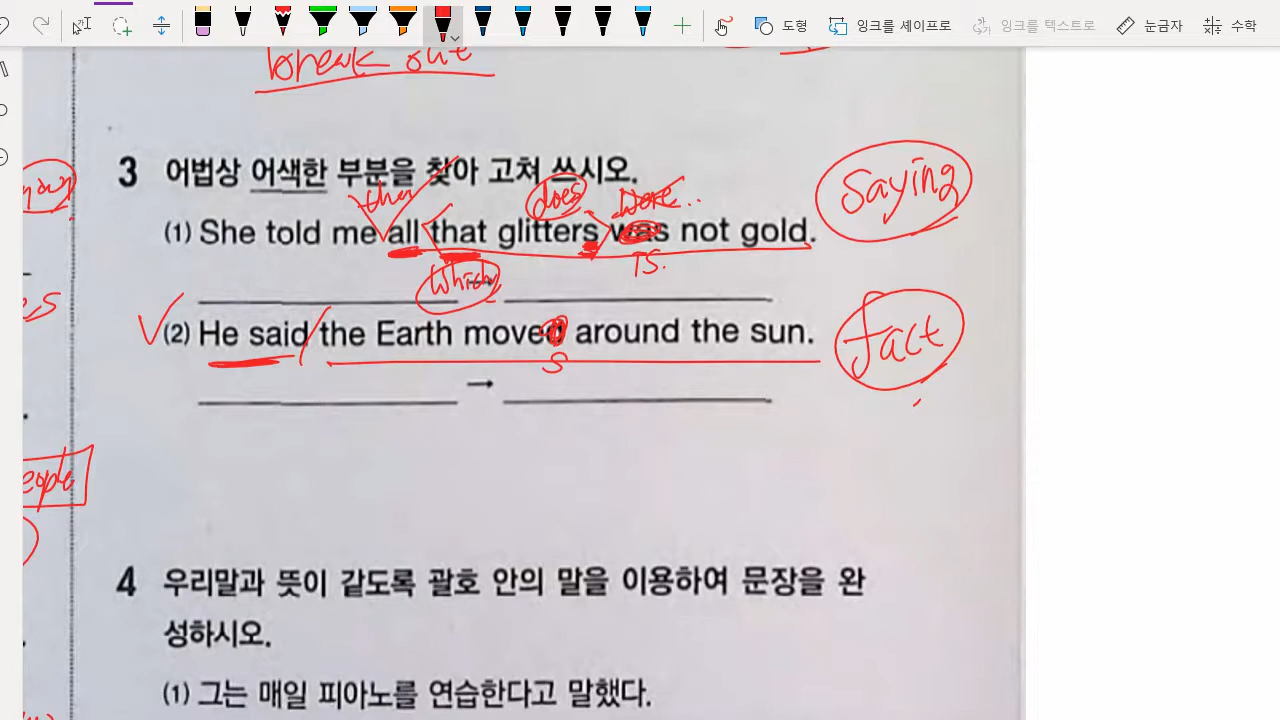 도형 잉크를 셰이프로 잉크를 텍스트로 눈금자 수학
break out
3 어법상 어색한 부분을 찾아 고쳐 쓰시오.
Saying
does
(1) She told me all that glitters was not gold.
Which → IS.
(2) He said the Earth moved around the sun.
fact
S
→
eople
4 우리말과 뜻이 같도록 괄호 안의 말을 이용하여 문장을 완
성하시오.
(1) 그는 매일 피아노를 연습한다고 말했다.